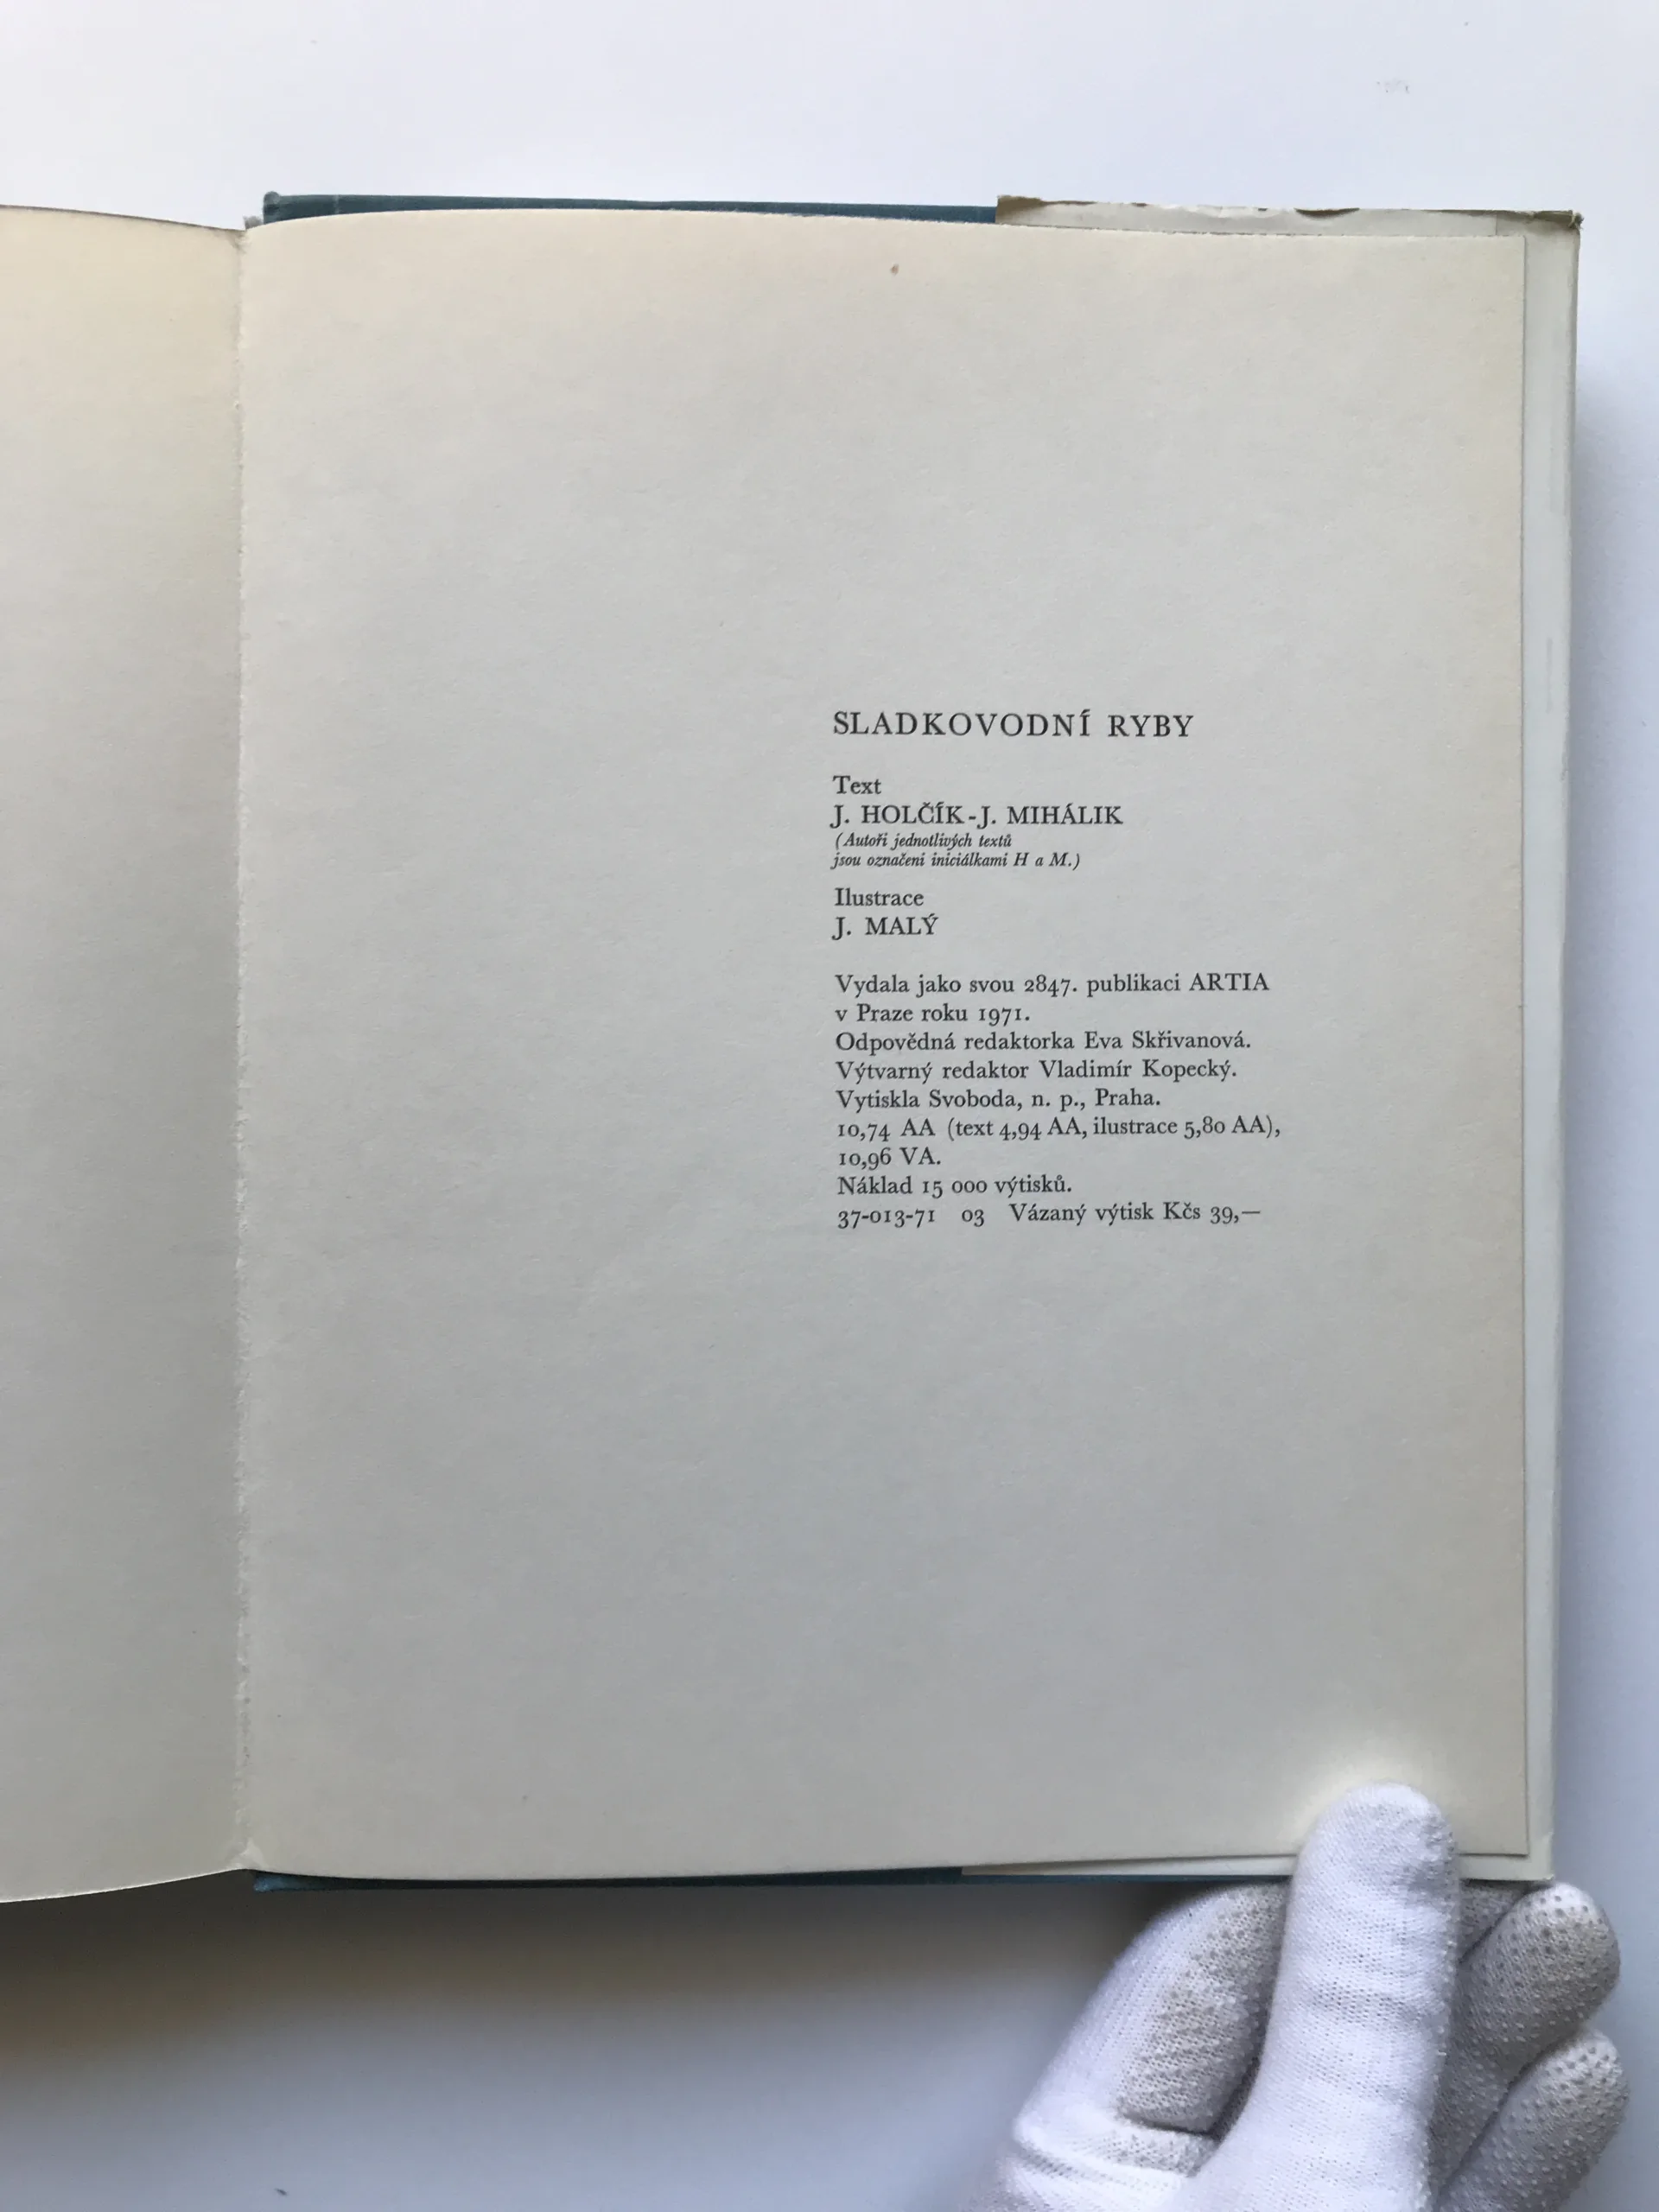 SLADKOVODNÍ RYBY
Text
J. HOLČÍK-J. MIHÁLIK
(Autoři jednotlivých textů
jsou označeni iniciálkami H a M.)
Ilustrace
J. MALÝ
Vydala jako svou 2847. publikaci ARTIA
v Praze roku 1971.
Odpovědná redaktorka Eva Skřivanová.
Výtvarný redaktor Vladimír Kopecký.
Vytiskla Svoboda, n. p., Praha.
10,74 AA (text 4,94 AA, ilustrace 5,80 AA),
10,96 VA.
Náklad 15 000 výtisků.
37-013-71 03 Vázaný výtisk Kčs 39,—